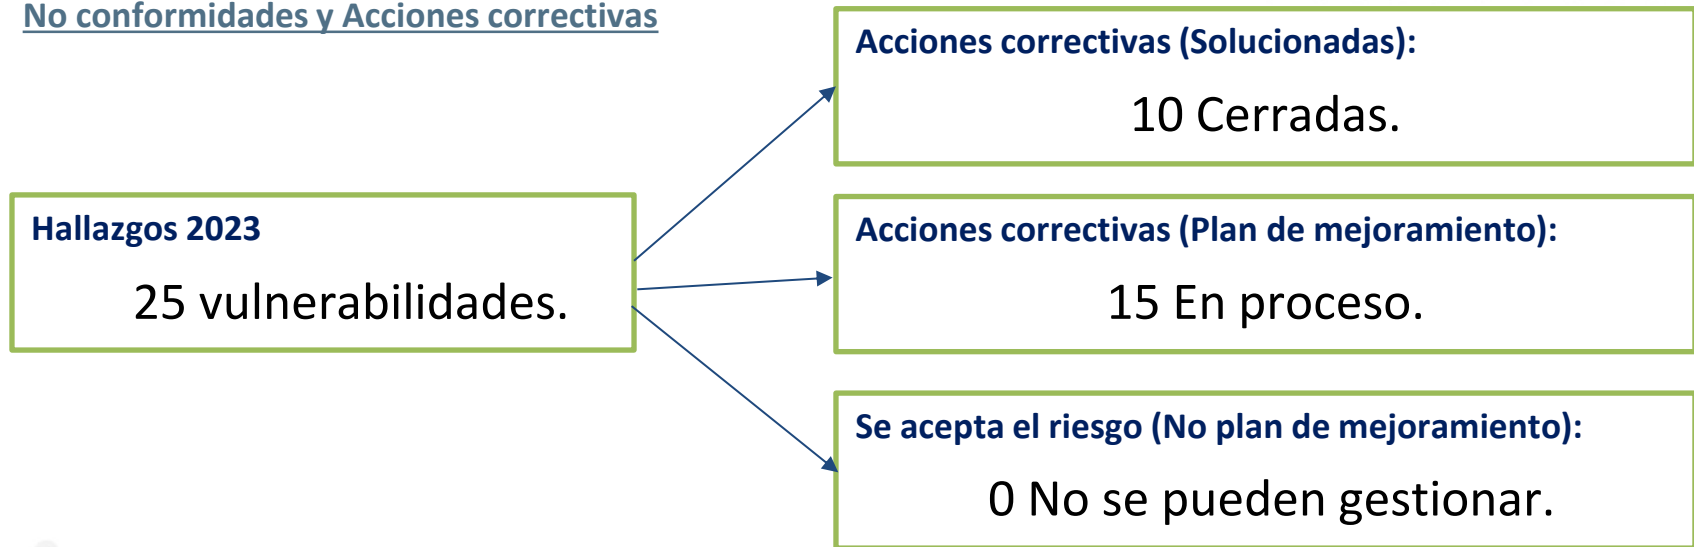 No conformidades y Acciones correctivas
Hallazgos 2023
25 vulnerabilidades.
Acciones correctivas (Solucionadas):
10 Cerradas.
Acciones correctivas (Plan de mejoramiento):
15 En proceso.
Se acepta el riesgo (No plan de mejoramiento):
0 No se pueden gestionar.